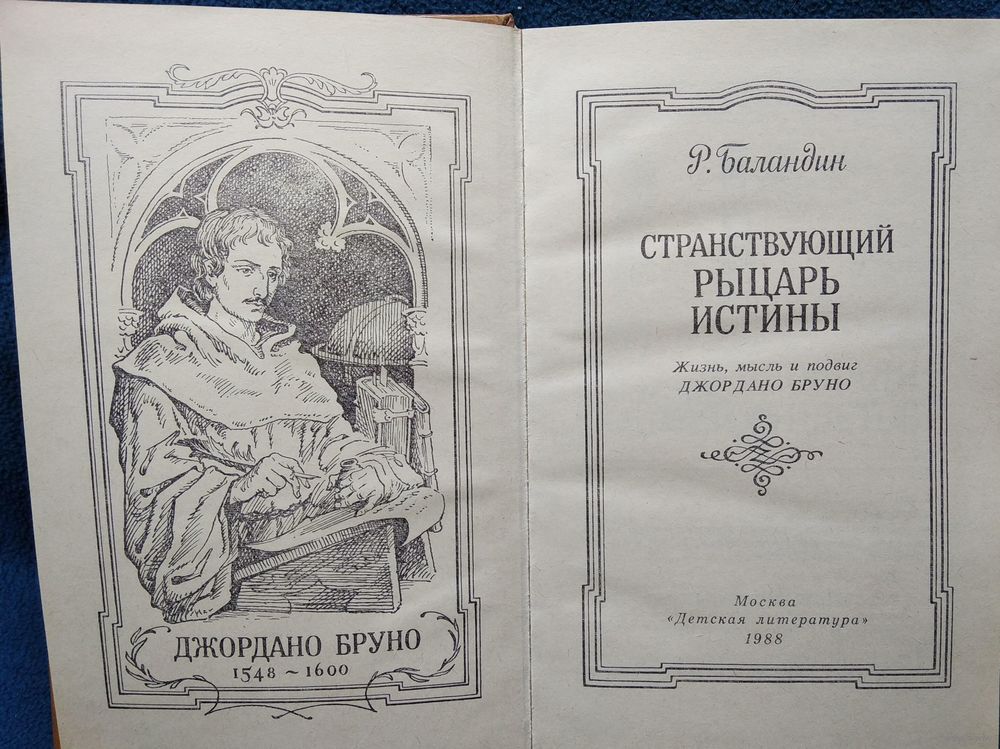 ДЖОРДАНО БРУНО
1548 ~ 1600
Р. Баландин
СТРАНСТВУЮЩИЙ
РЫЦАРЬ
ИСТИНЫ
Жизнь, мысль и подвиг
ДЖОРДАНО БРУНО
Москва
«Детская литература»
1988